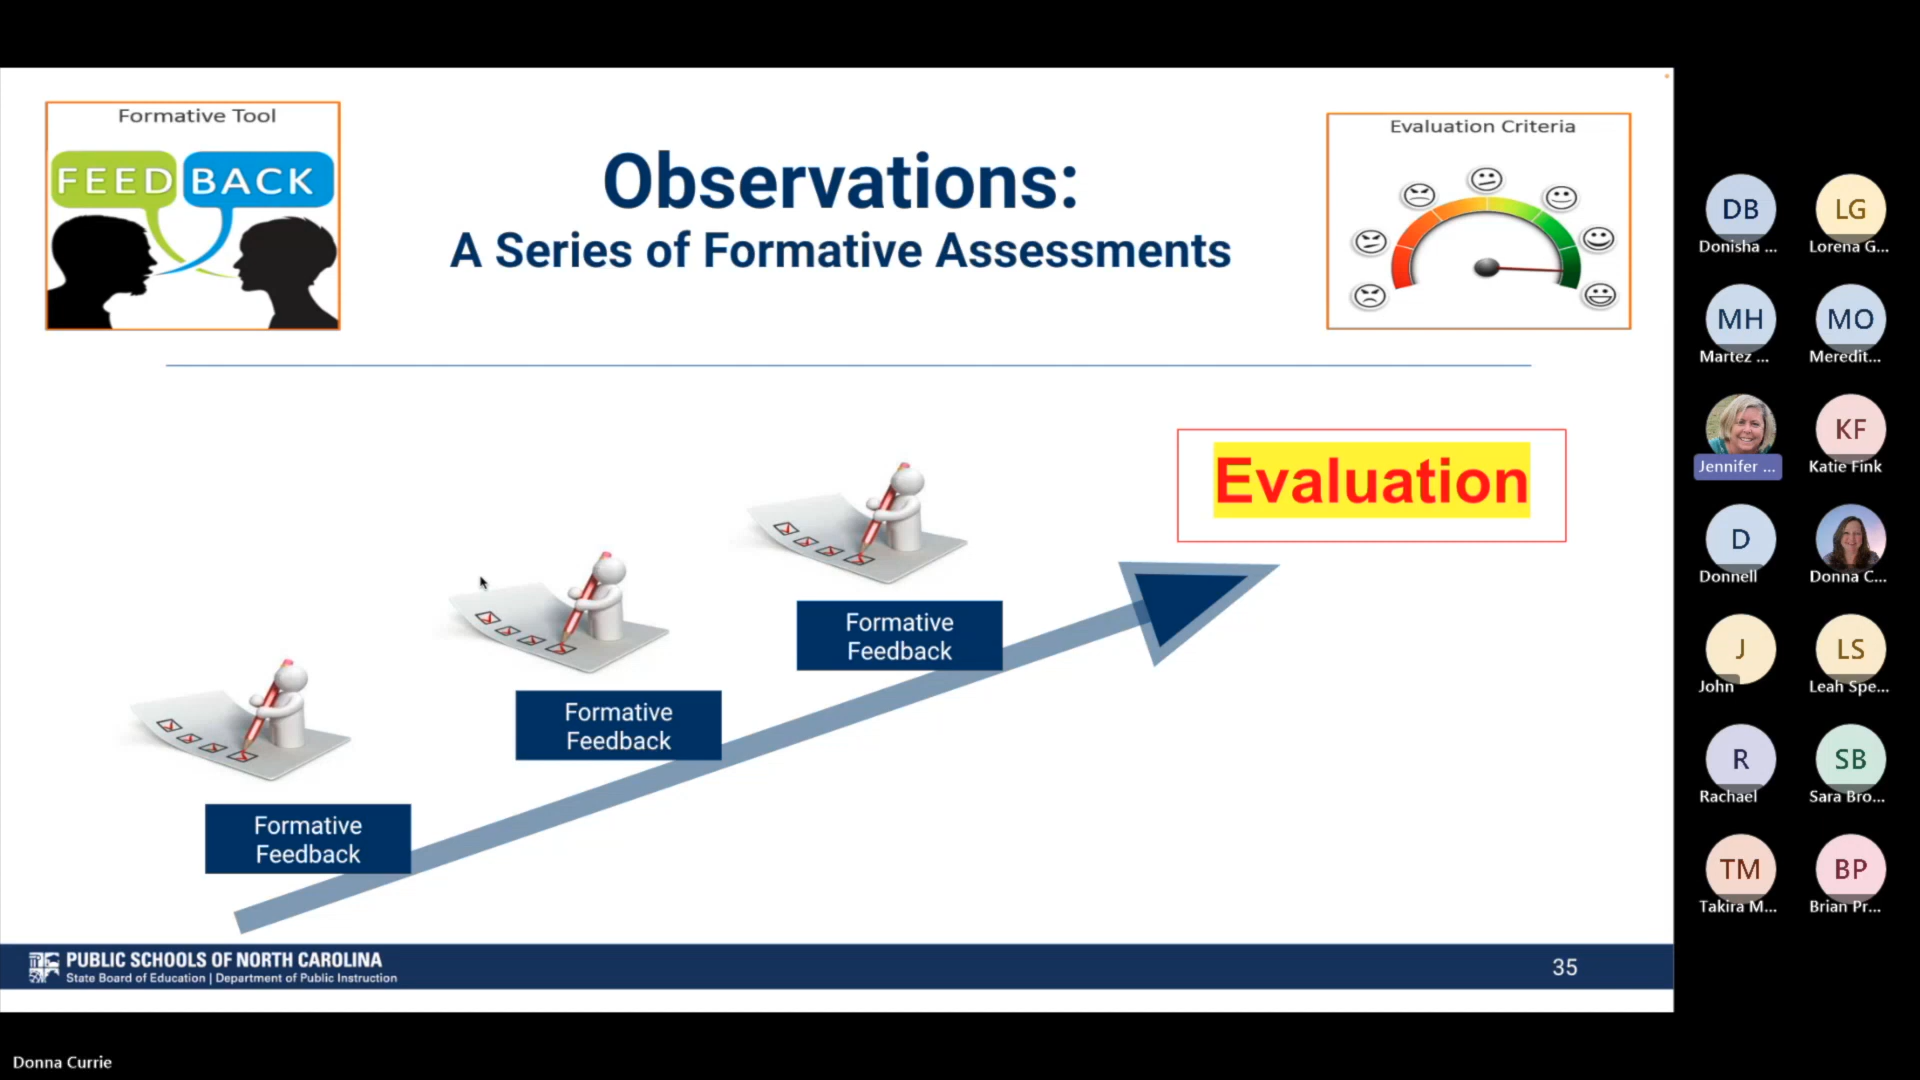 Formative Tool
FEED BACK
Observations:
A Series of Formative Assessments
Evaluation Criteria
Evaluation
Formative
Feedback
Formative
Feedback
Formative
Feedback
PUBLIC SCHOOLS OF NORTH CAROLINA
State Board of Education | Department of Public Instruction
35
DB
Donisha ...
LG
Lorena G...
MH
Martez ...
MO
Meredit...
Jennifer ...
KF
Katie Fink
D
Donnell
Donna C...
J
John
LS
Leah Spe...
R
Rachael
SB
Sara Bro...
TM
Takira M...
BP
Brian Pr...
Donna Currie